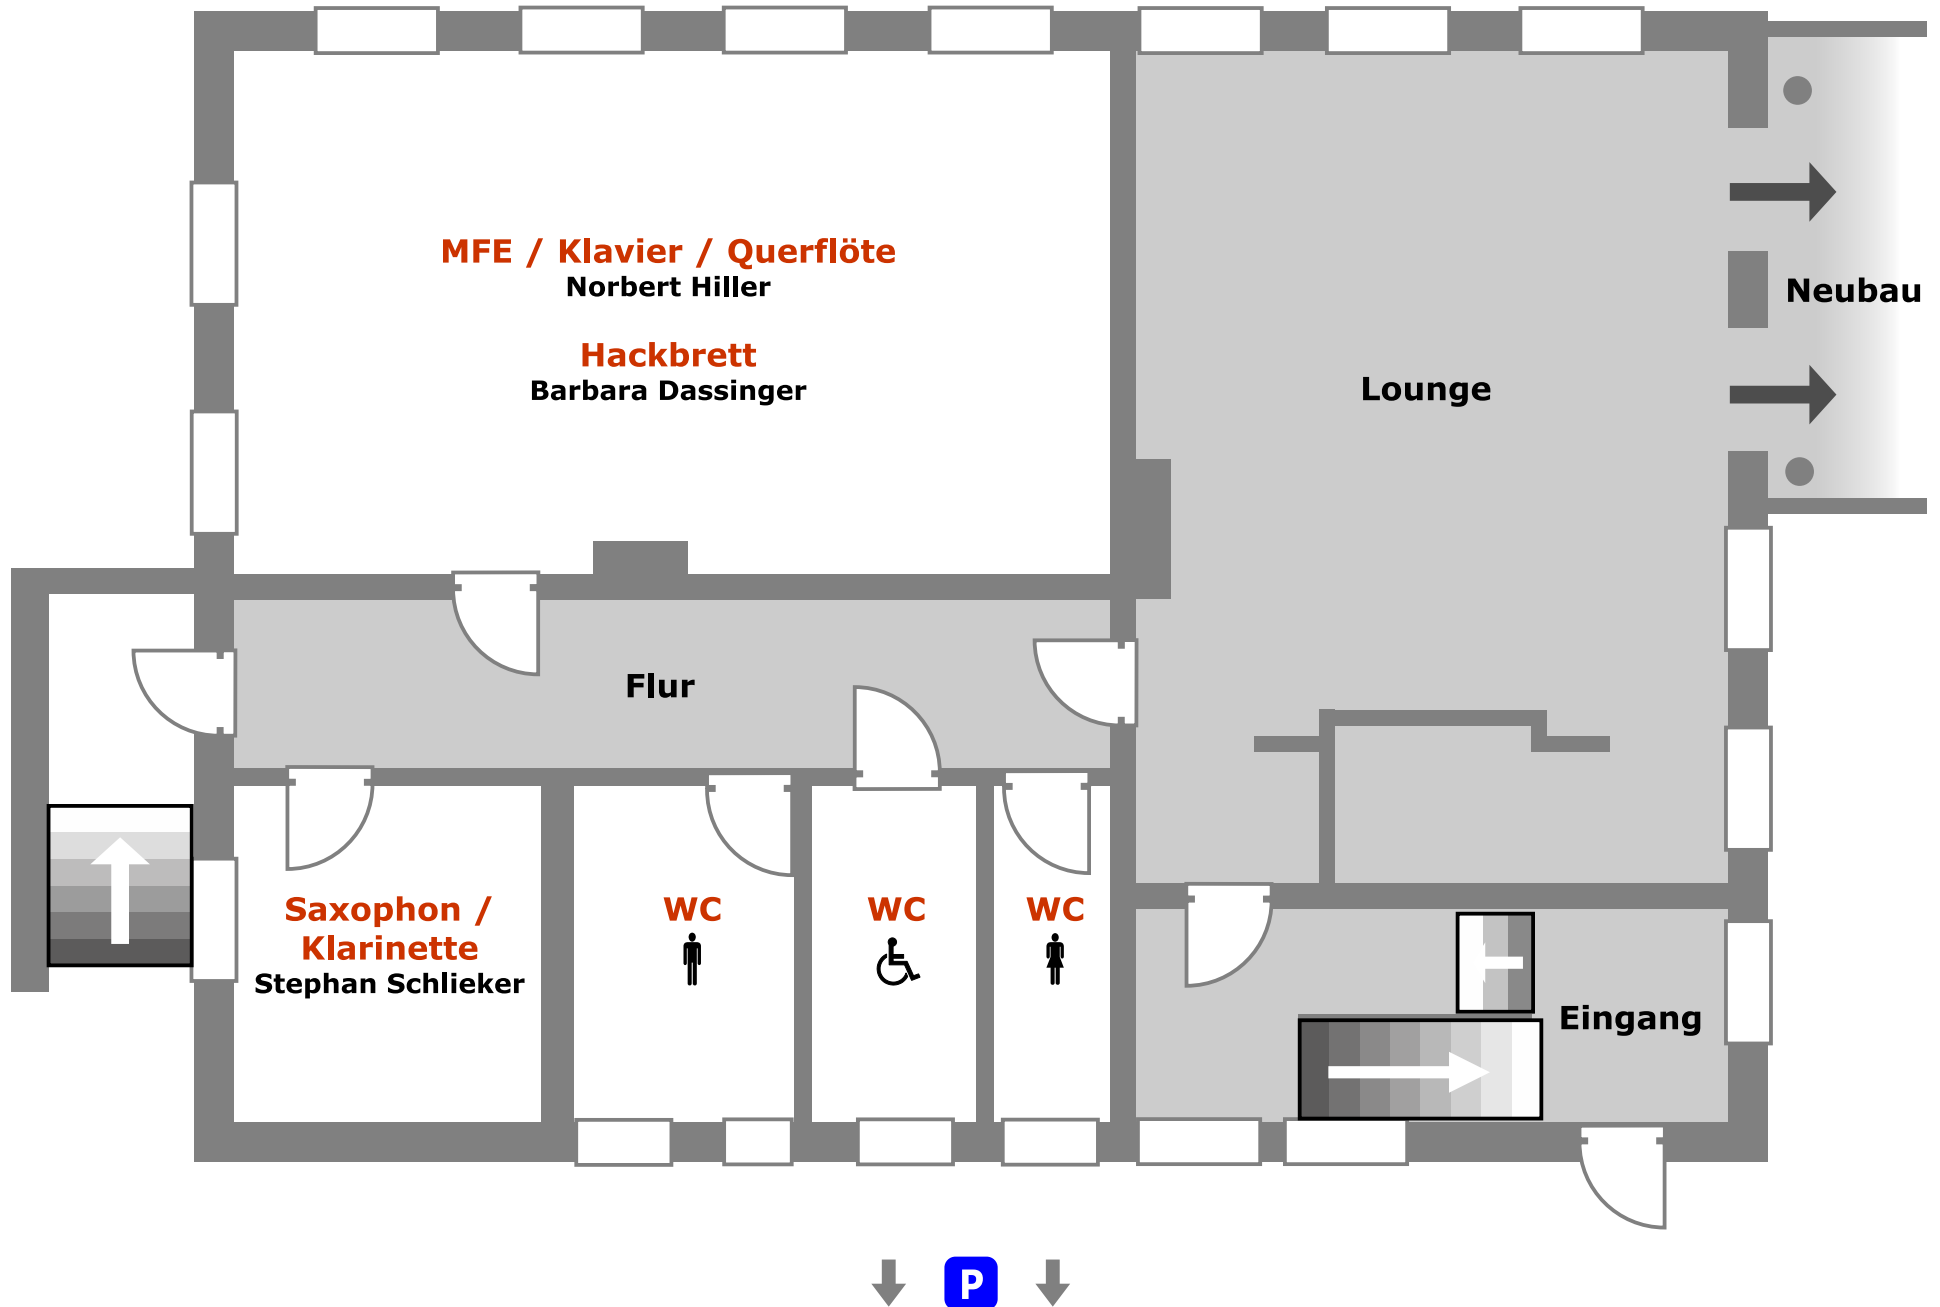 MFE / Klavier / Querflöte
Norbert Hiller
Hackbrett
Barbara Dassinger
Neubau
Lounge
Flur
Saxophon /
Klarinette
Stephan Schlieker
WC
WC
WC
Eingang
P